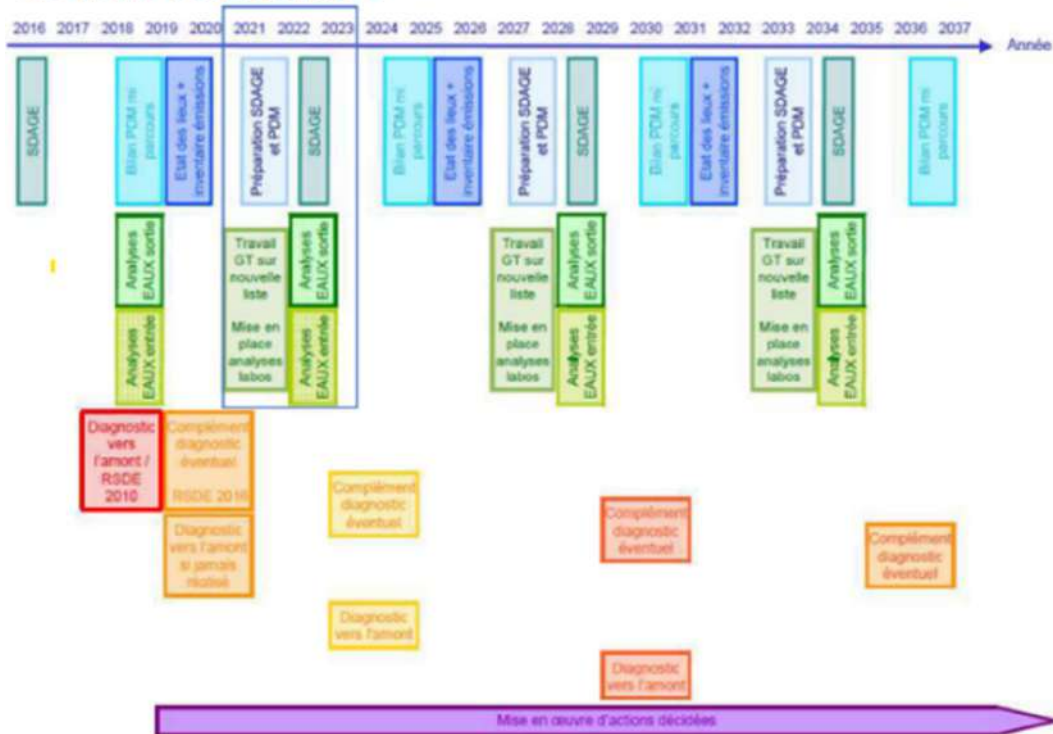 2016 2017 2018 2019 2020 2021 2022 2023 2024 2025 2026 2027 2028 2029 2030 2031 2032 2033 2034 2035 2036 2037
Année
SDAGE
Bilan PDM mi
parcours
Etat des lieux +
inventaire émissions
Préparation SDAGE
et PDM
SDAGE
Bilan PDM mi
parcours
Etat des lieux +
inventaire émissions
Préparation SDAGE
et PDM
SDAGE
Bilan PDM mi
parcours
Etat des lieux +
inventaire émissions
Préparation SDAGE
et PDM
SDAGE
Bilan PDM mi
parcours
Analyses
EAUX sortie
Travail
GT sur
nouvelle
liste
Mise en
place
analyses
labos
Analyses
EAUX sortie
Travail
GT sur
nouvelle
liste
Mise en
place
analyses
labos
Analyses
EAUX sortie
Travail
GT sur
nouvelle
liste
Mise en
place
analyses
labos
Analyses
EAUX sortie
Analyses
EAUX entrée
Analyses
EAUX entrée
Analyses
EAUX entrée
Analyses
EAUX entrée
Diagnostic
vers
l'amont /
RSDE
2010
Complément
diagnostic
éventuel
RSDE 2016
Diagnostic
vers l'amont
si jamais
réalisé
Complément
diagnostic
éventuel
Diagnostic
vers l'amont
Complément
diagnostic
éventuel
Diagnostic
vers l'amont
Complément
diagnostic
éventuel
Mise en œuvre d'actions décidées